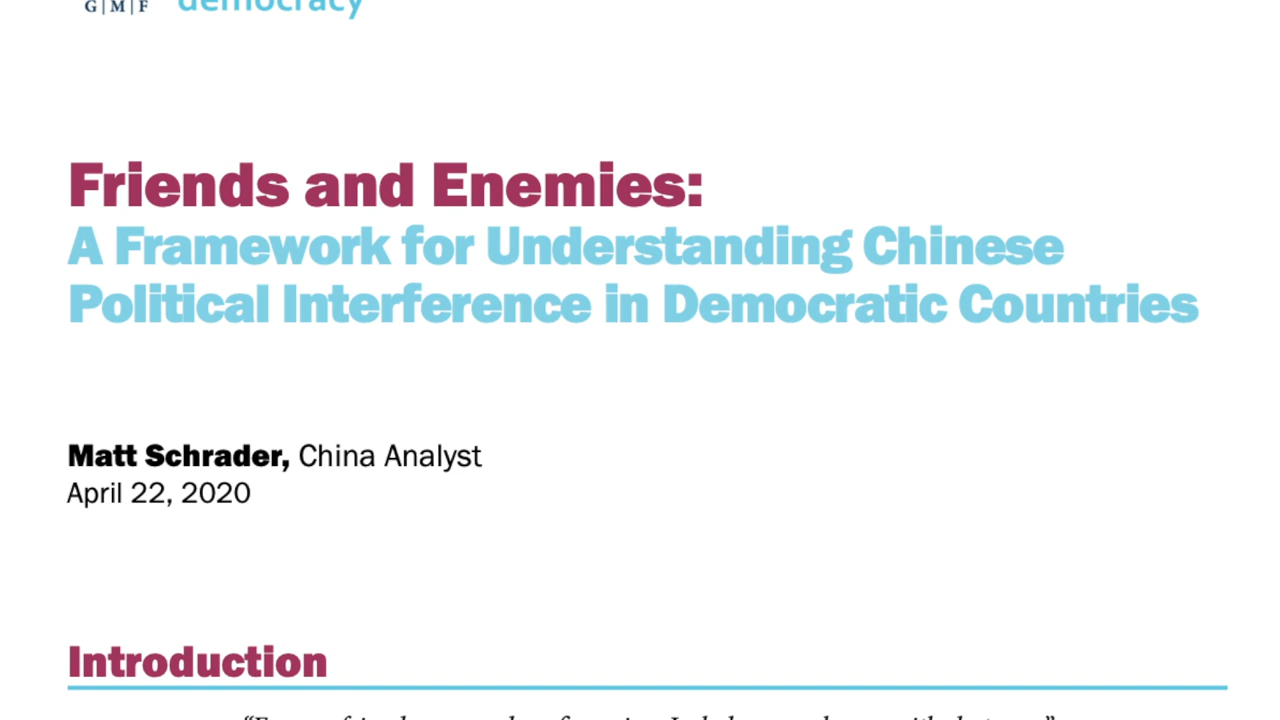 G|M|F democracy
Friends and Enemies:
A Framework for Understanding Chinese
Political Interference in Democratic Countries
Matt Schrader, China Analyst
April 22, 2020
Introduction